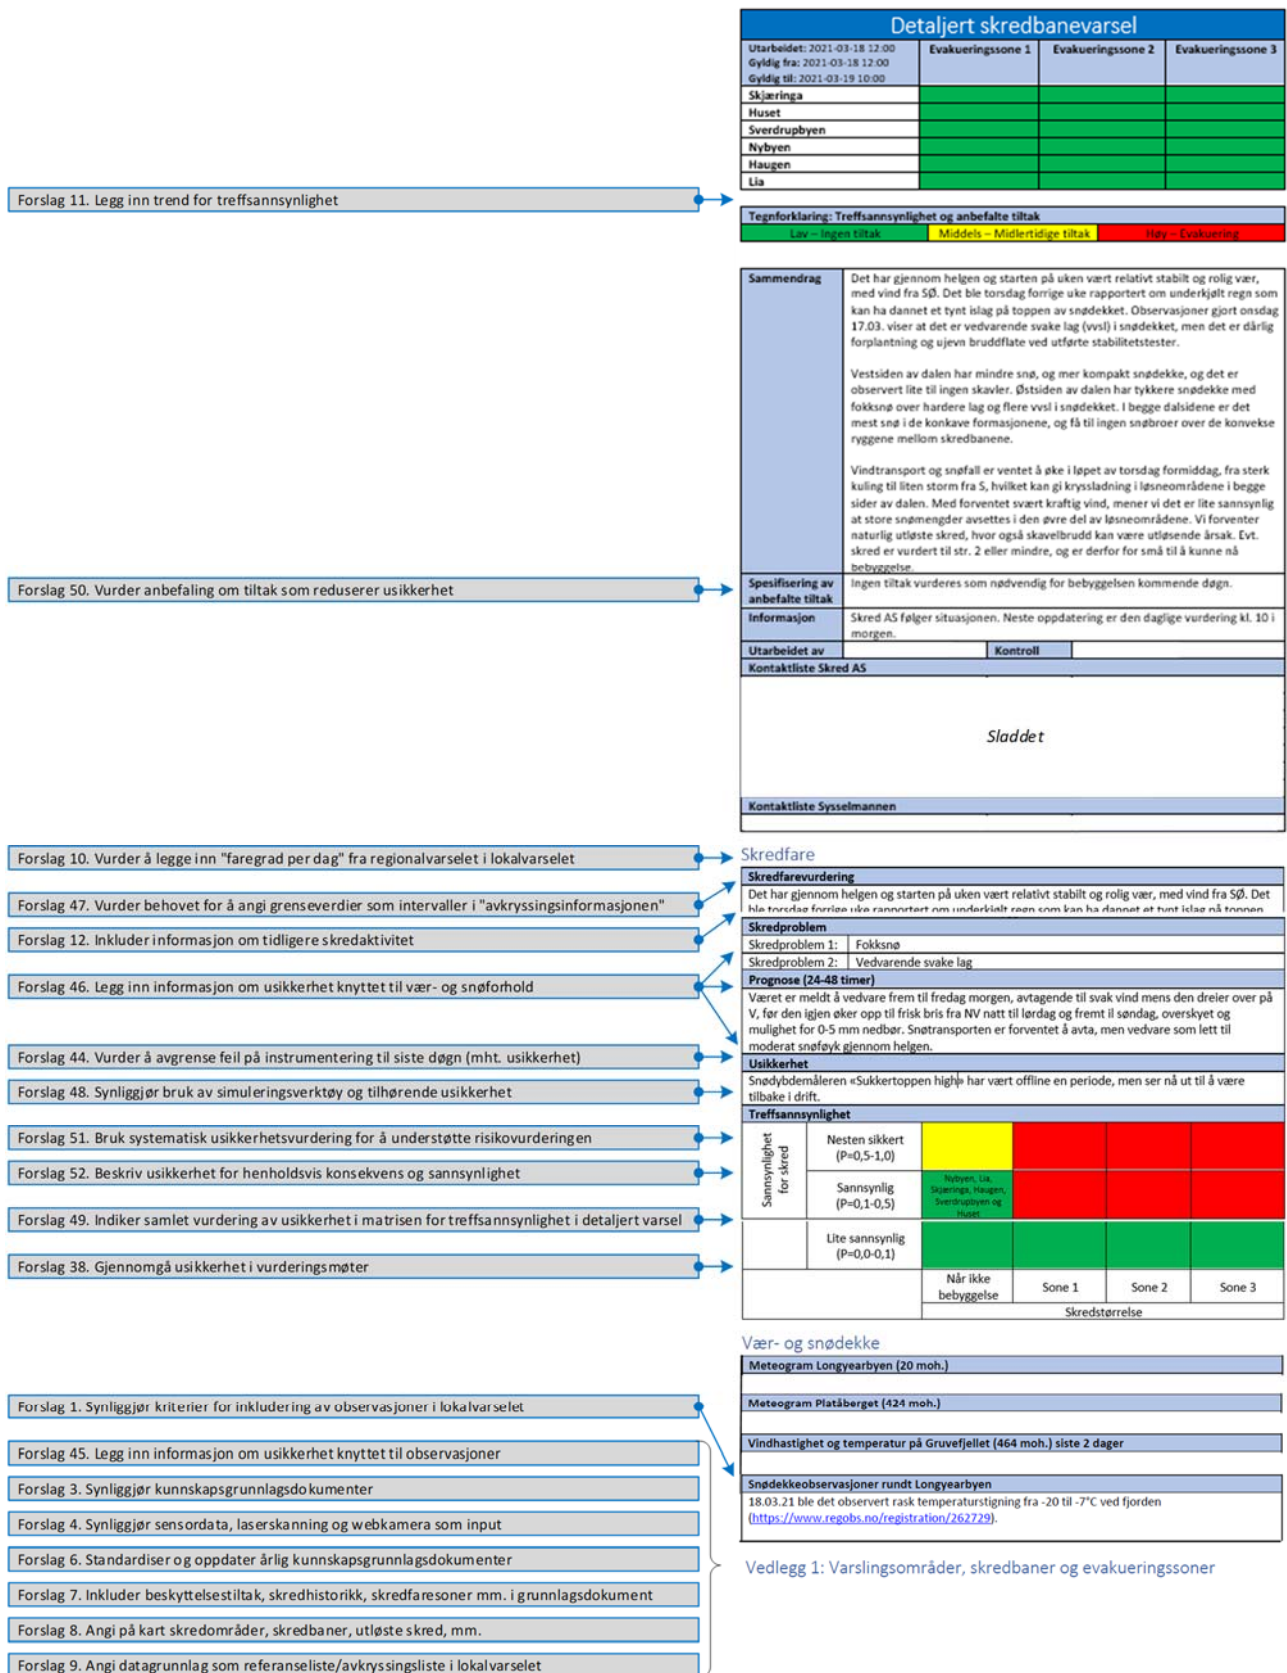 Detaljert skredbanevarsel
Utarbeidet: 2021-03-18 12:00
Gyldig fra: 2021-03-18 12:00
Gyldig til: 2021-03-19 10:00
Evakueringssone 1
Evakueringssone 2
Evakueringssone 3
Skjæringa
Huset
Sverdrupbyen
Nybyen
Haugen
Lia
Forslag 11. Legg inn trend for treffsannsynlighet
Tegnforklaring: Treffsannsynlighet og anbefalte tiltak
Lav – Ingen tiltak
Middels – Midlertidige tiltak
Høy – Evakuering
Sammendrag
Det har gjennom helgen og starten på uken vært relativt stabilt og rolig vær,
med vind fra SØ. Det ble torsdag forrige uke rapportert om underkjølt regn som
kan ha dannet et tynt islag på toppen av snødekket. Observasjoner gjort onsdag
17.03. viser at det er vedvarende svake lag (vvsl) i snødekket, men det er dårlig
forplantning og ujevn bruddflate ved utførte stabilitetstester.
Vestsiden av dalen har mindre snø, og mer kompakt snødekke, og det er
observert lite til ingen skavler. Østsiden av dalen har tykkere snødekke med
fokksnø over hardere lag og flere vvsl i snødekket. I begge dalsidene er det
mest snø i de konkave formasjonene, og få til ingen snøbroer over de konvekse
ryggene mellom skredbanene.
Vindtransport og snøfall er ventet å øke i løpet av torsdag formiddag, fra sterk
kuling til liten storm fra S, hvilket kan gi kryssladning i løsneområdene i begge
sider av dalen. Med forventet svært kraftig vind, mener vi det er lite sannsynlig
at store snømengder avsettes i den øvre del av løsneområdene. Vi forventer
naturlig utløste skred, hvor også skavelbrudd kan være utløsende årsak. Evt.
skred er vurdert til str. 2 eller mindre, og er derfor for små til å kunne nå
bebyggelse.
Forslag 50. Vurder anbefaling om tiltak som reduserer usikkerhet
Spesifisering av
anbefalte tiltak
Ingen tiltak vurderes som nødvendig for bebyggelsen kommende døgn.
Informasjon
Skred AS følger situasjonen. Neste oppdatering er den daglige vurdering kl. 10 i
morgen.
Utarbeidet av
Kontroll
Kontaktliste Skred AS
Sladdet
Kontaktliste Sysselmannen
Forslag 10. Vurder å legge inn "faregrad per dag" fra regionalvarselet i lokalvarselet
Skredfare
Skredfarevurdering
Det har gjennom helgen og starten på uken vært relativt stabilt og rolig vær, med vind fra SØ. Det
ble torsdag forrige uke rapportert om underkjølt regn som kan ha dannet et tynt islag på toppen
Forslag 47. Vurder behovet for å angi grenseverdier som intervaller i "avkryssingsinformasjonen"
Forslag 12. Inkluder informasjon om tidligere skredaktivitet
Skredproblem
Skredproblem 1: Fokksnø
Skredproblem 2: Vedvarende svake lag
Forslag 46. Legg inn informasjon om usikkerhet knyttet til vær- og snøforhold
Prognose (24-48 timer)
Været er meldt å vedvare frem til fredag morgen, avtagende til svak vind mens den dreier over på
V, før den igjen øker opp til frisk bris fra NV natt til lørdag og fremt il søndag, overskyet og
mulighet for 0-5 mm nedbør. Snøtransporten er forventet å avta, men vedvare som lett til
moderat snøføyk gjennom helgen.
Forslag 44. Vurder å avgrense feil på instrumentering til siste døgn (mht. usikkerhet)
Usikkerhet
Snødybdemåleren «Sukkertoppen high» har vært offline en periode, men ser nå ut til å være
tilbake i drift.
Forslag 48. Synliggjør bruk av simuleringsverktøy og tilhørende usikkerhet
Treffsannsynlighet
Forslag 51. Bruk systematisk usikkerhetsvurdering for å understøtte risikovurderingen
Sannsynlighet
for skred
Nesten sikkert
(P=0,5-1,0)
Forslag 52. Beskriv usikkerhet for henholdsvis konsekvens og sannsynlighet
Sannsynlig
(P=0,1-0,5)
Nybyen, Lia,
Skjæringa, Haugen,
Sverdrupbyen og
Huset
Forslag 49. Indiker samlet vurdering av usikkerhet i matrisen for treffsannsynlighet i detaljert varsel
Lite sannsynlig
(P=0,0-0,1)
Forslag 38. Gjennomgå usikkerhet i vurderingsmøter
Når ikke
bebyggelse
Sone 1
Sone 2
Sone 3
Skredstørrelse
Vær- og snødekke
Meteogram Longyearbyen (20 moh.)
Meteogram Platåberget (424 moh.)
Forslag 1. Synliggjør kriterier for inkludering av observasjoner i lokalvarselet
Vindhastighet og temperatur på Gruvefjellet (464 moh.) siste 2 dager
Forslag 45. Legg inn informasjon om usikkerhet knyttet til observasjoner
Snødekkeobservasjoner rundt Longyearbyen
18.03.21 ble det observert rask temperaturstigning fra -20 til -7°C ved fjorden
(https://www.regobs.no/registration/262729).
Forslag 3. Synliggjør kunnskapsgrunnlagsdokumenter
Forslag 4. Synliggjør sensordata, laserskanning og webkamera som input
Forslag 6. Standardiser og oppdater årlig kunnskapsgrunnlagsdokumenter
Vedlegg 1: Varslingsområder, skredbaner og evakueringssoner
Forslag 7. Inkluder beskyttelsestiltak, skredhistorikk, skredfaresoner mm. i grunnlagsdokument
Forslag 8. Angi på kart skredområder, skredbaner, utløste skred, mm.
Forslag 9. Angi datagrunnlag som referanseliste/avkryssingsliste i lokalvarselet